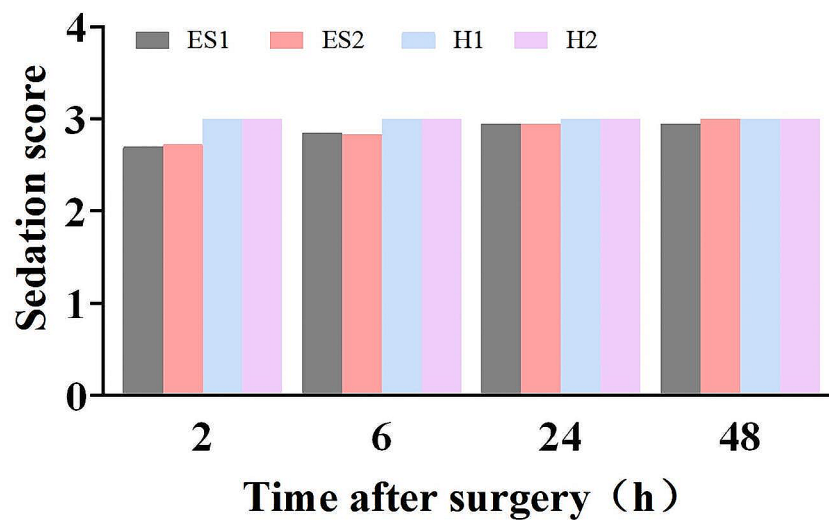 ES1 ES2 H1 H2
4
3
2
1
0
Sedation score
2 6 24 48
Time after surgery（h）